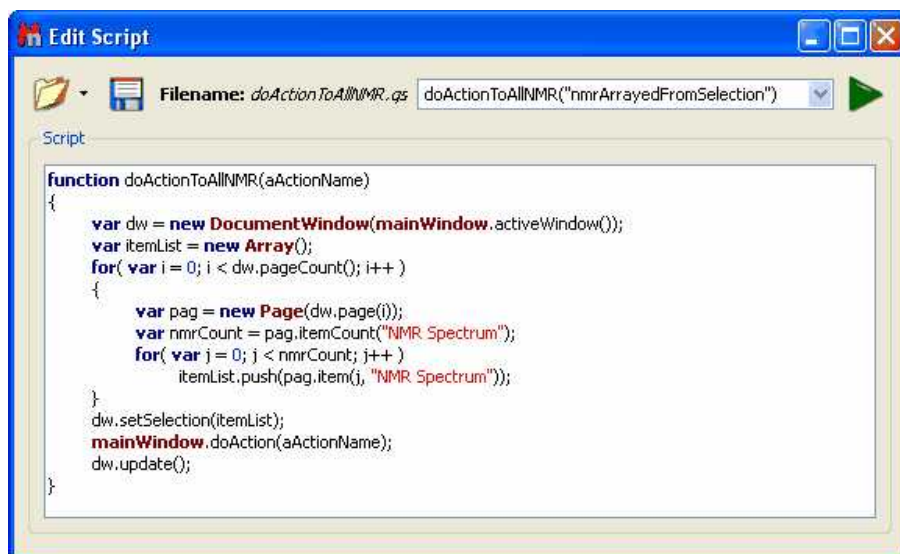 Edit Script
Filename: doActionToAllNMR.qs doActionToAllNMR("nmrArrayedFromSelection")
Script
function doActionToAllNMR(aActionName)
{
var dw = new DocumentWindow(mainWindow.activeWindow());
var itemList = new Array();
for( var i = 0; i < dw.pageCount(); i++ )
{
var pag = new Page(dw.page(i));
var nmrCount = pag.itemCount("NMR Spectrum");
for( var j = 0; j < nmrCount; j++ )
itemList.push(pag.item(j, "NMR Spectrum"));
}
dw.setSelection(itemList);
mainWindow.doAction(aActionName);
dw.update();
}